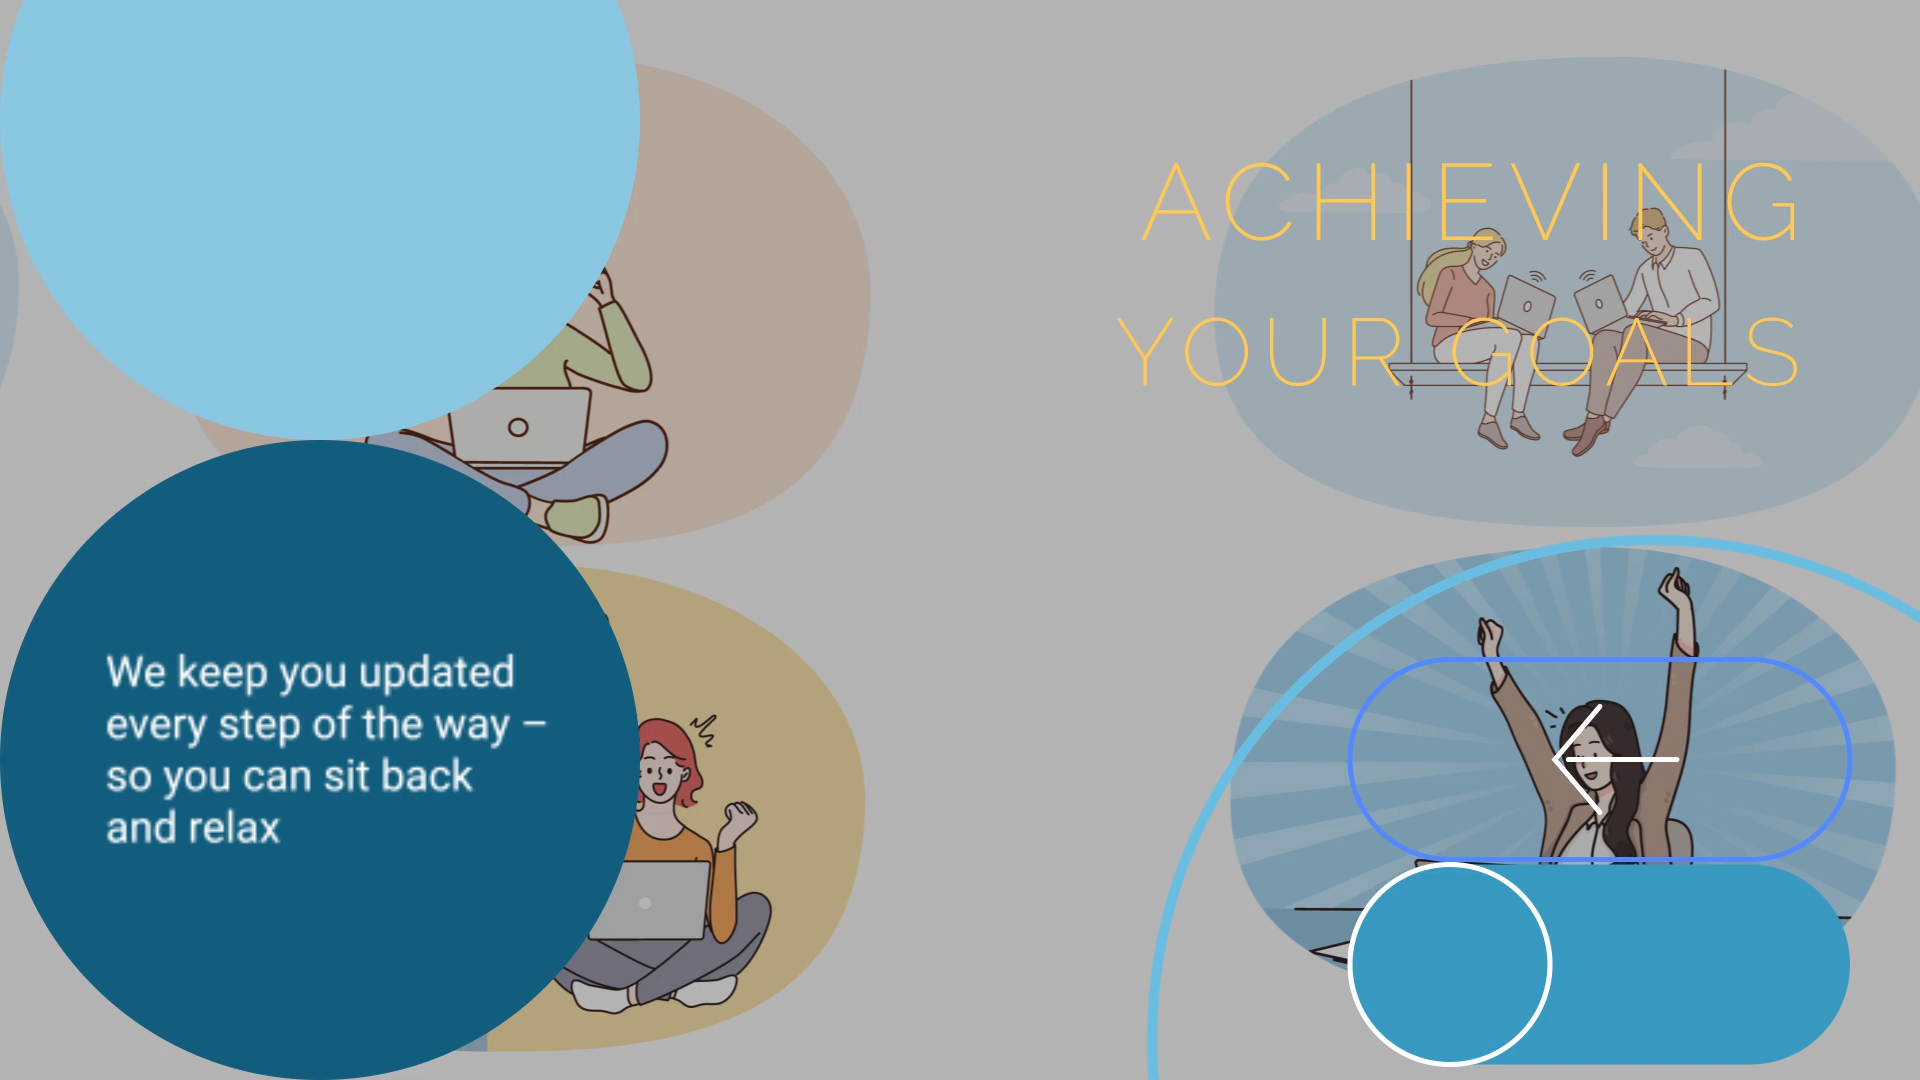 ACHIEVING
YOUR GOALS
We keep you updated
every step of the way –
so you can sit back
and relax